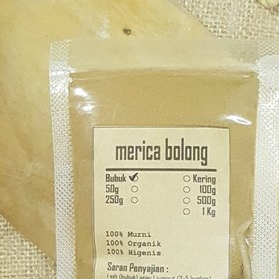 merica bolong
Bubuk ✓ ○ Kering
50g ○ ○ 100g
250g ○ ○ 500g
○ 1 Kg
100% Murni
100% Organik
100% Higenis
Saran Penyajian :